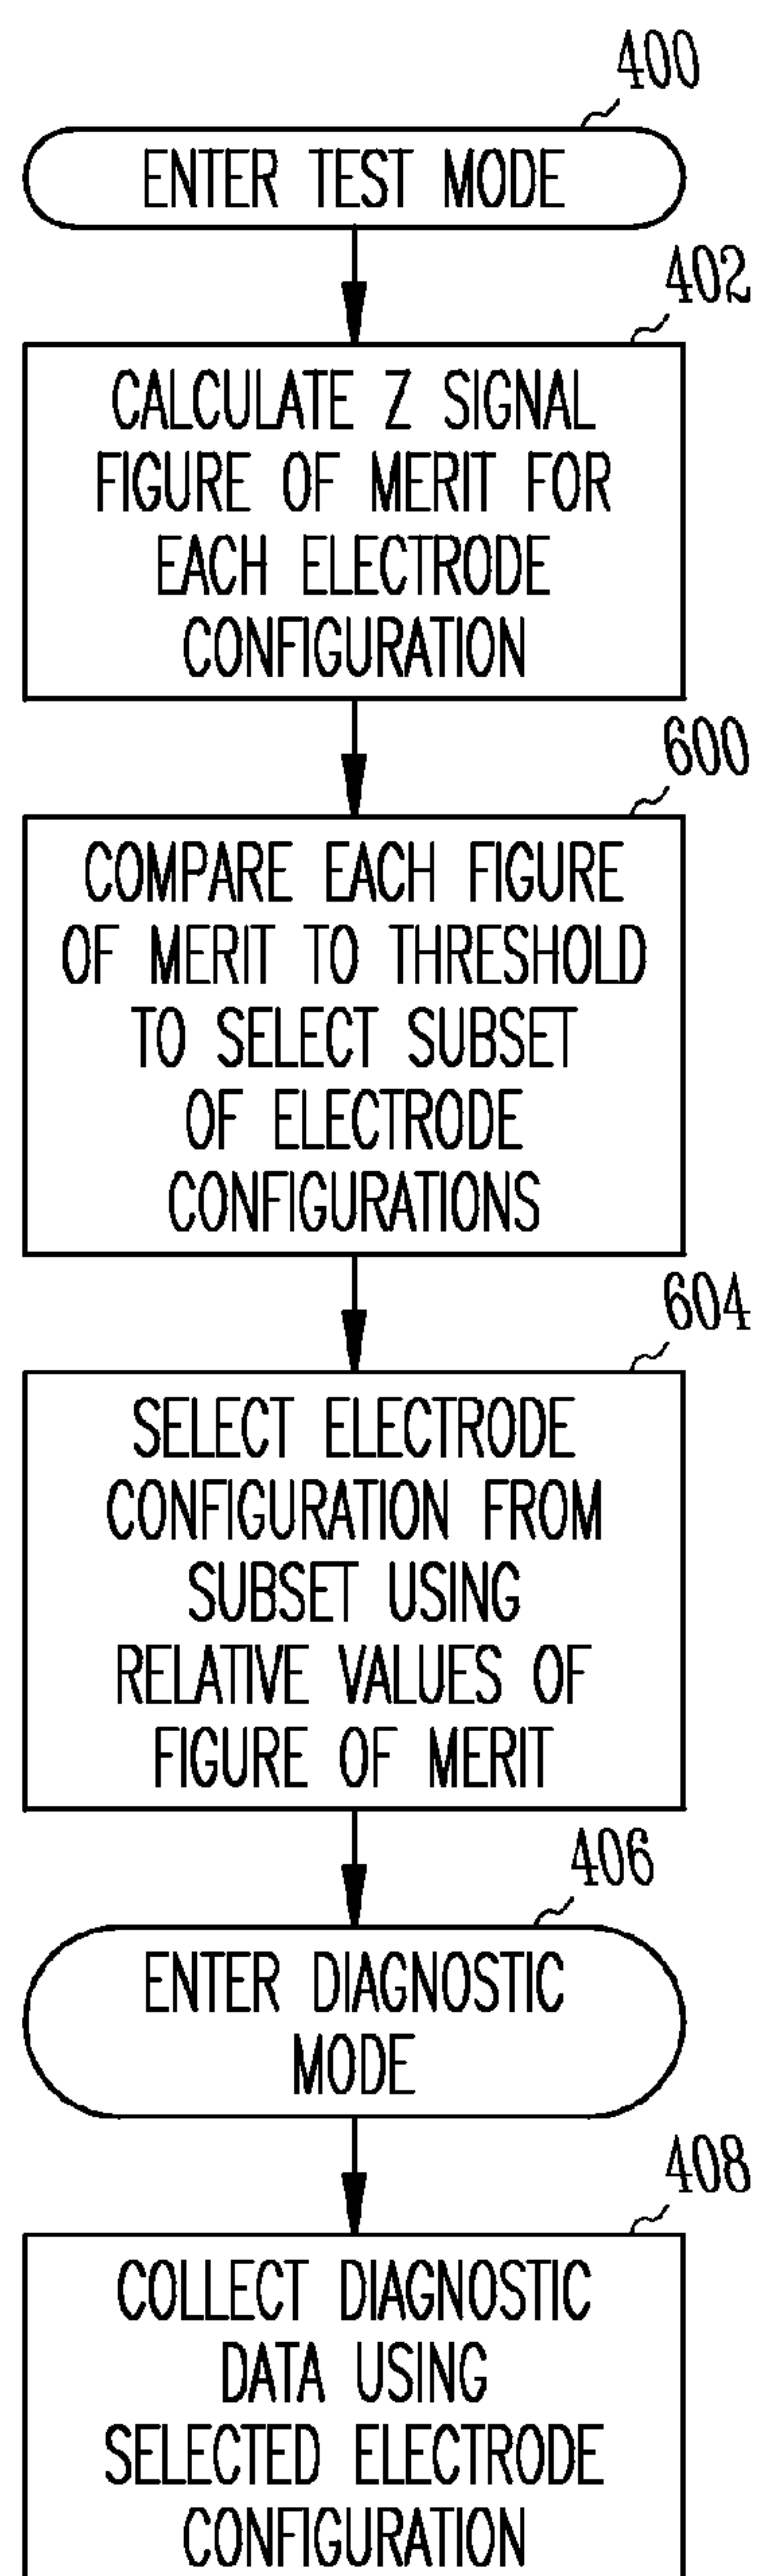 400
ENTER TEST MODE
402
CALCULATE Z SIGNAL
FIGURE OF MERIT FOR
EACH ELECTRODE
CONFIGURATION
600
COMPARE EACH FIGURE
OF MERIT TO THRESHOLD
TO SELECT SUBSET
OF ELECTRODE
CONFIGURATIONS
604
SELECT ELECTRODE
CONFIGURATION FROM
SUBSET USING
RELATIVE VALUES OF
FIGURE OF MERIT
406
ENTER DIAGNOSTIC
MODE
408
COLLECT DIAGNOSTIC
DATA USING
SELECTED ELECTRODE
CONFIGURATION